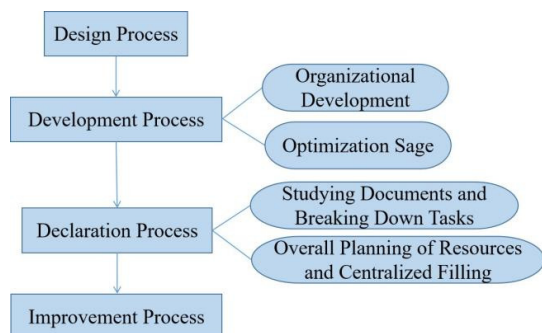 Design Process
Organizational
Development
Development Process
Optimization Sage
Studying Documents and
Breaking Down Tasks
Declaration Process
Overall Planning of Resources
and Centralized Filling
Improvement Process